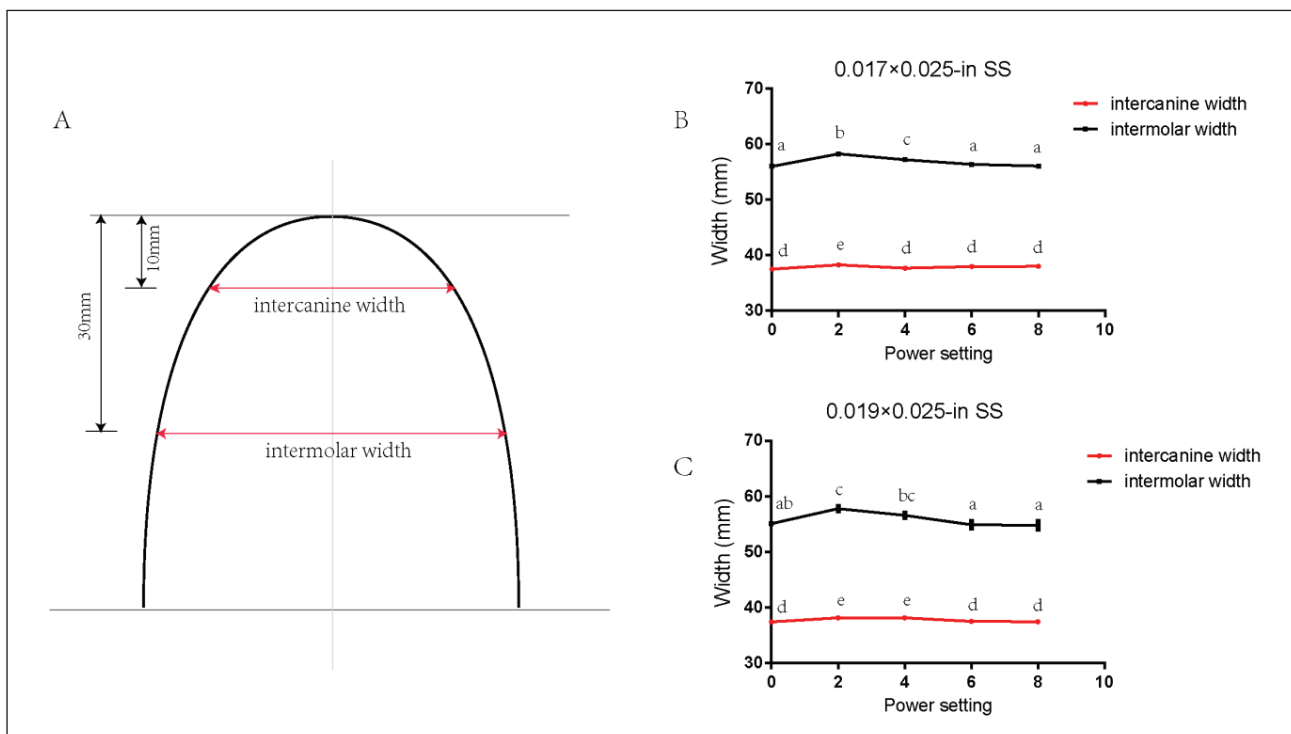 A
10mm
30mm
intercanine width
intermolar width
B
0.017×0.025-in SS
intercanine width
intermolar width
Width (mm)
70
60
50
40
30
a b c a a
d e d d d
0 2 4 6 8 10
Power setting
C
0.019×0.025-in SS
intercanine width
intermolar width
Width (mm)
70
60
50
40
30
ab c bc a a
d e e d d
0 2 4 6 8 10
Power setting